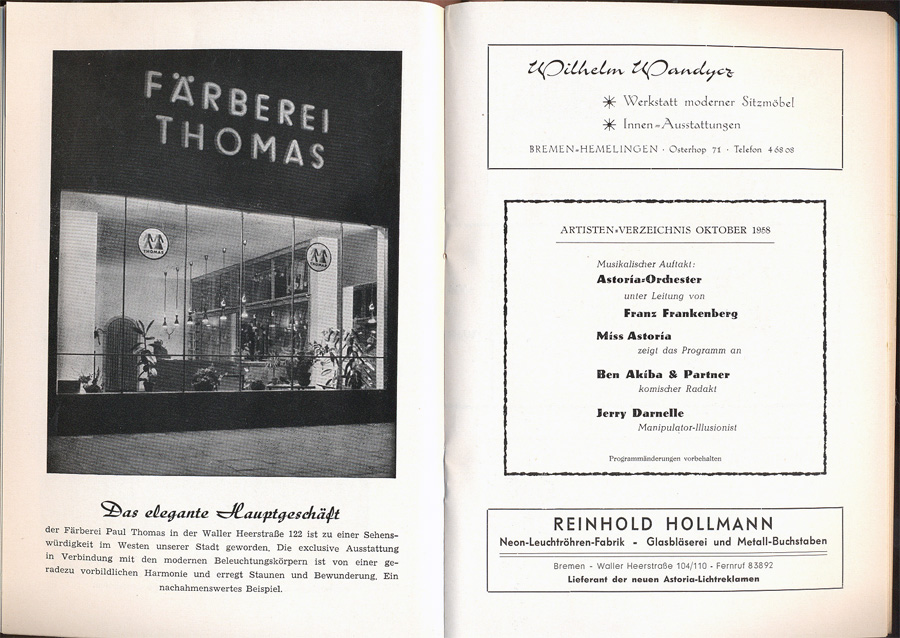 FÄRBEREI
THOMAS
THOMAS
THOMAS
Das elegante Hauptgeschäft
der Färberei Paul Thomas in der Waller Heerstraße 122 ist zu einer Sehens-
würdigkeit im Westen unserer Stadt geworden. Die exclusive Ausstattung
in Verbindung mit den modernen Beleuchtungskörpern ist von einer ge-
radezu vorbildlichen Harmonie und erregt Staunen und Bewunderung. Ein
nachahmenswertes Beispiel.
Wilhelm Wandycz
Werkstatt moderner Sitzmöbel
Innen-Ausstattungen
BREMEN-HEMELINGEN · Osterhop 71 · Telefon 4 68 08
ARTISTEN-VERZEICHNIS OKTOBER 1958
Musikalischer Auftakt:
Astoria-Orchester
unter Leitung von
Franz Frankenberg
Miss Astoria
zeigt das Programm an
Ben Akiba & Partner
komischer Radakt
Jerry Darnelle
Manipulator-Illusionist
Programmänderungen vorbehalten
REINHOLD HOLLMANN
Neon-Leuchtröhren-Fabrik - Glasbläserei und Metall-Buchstaben
Bremen - Waller Heerstraße 104/110 - Fernruf 8 38 92
Lieferant der neuen Astoria-Lichtreklamen